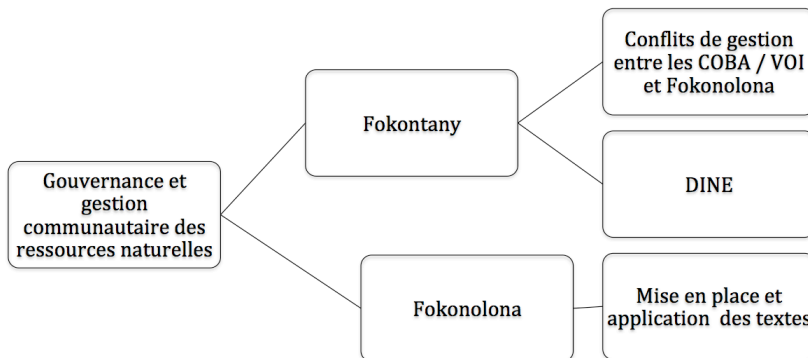 Gouvernance et
gestion
communautaire des
ressources naturelles
Fokontany
Conflits de gestion
entre les COBA / VOI
et Fokonolona
DINE
Fokonolona
Mise en place et
application des textes